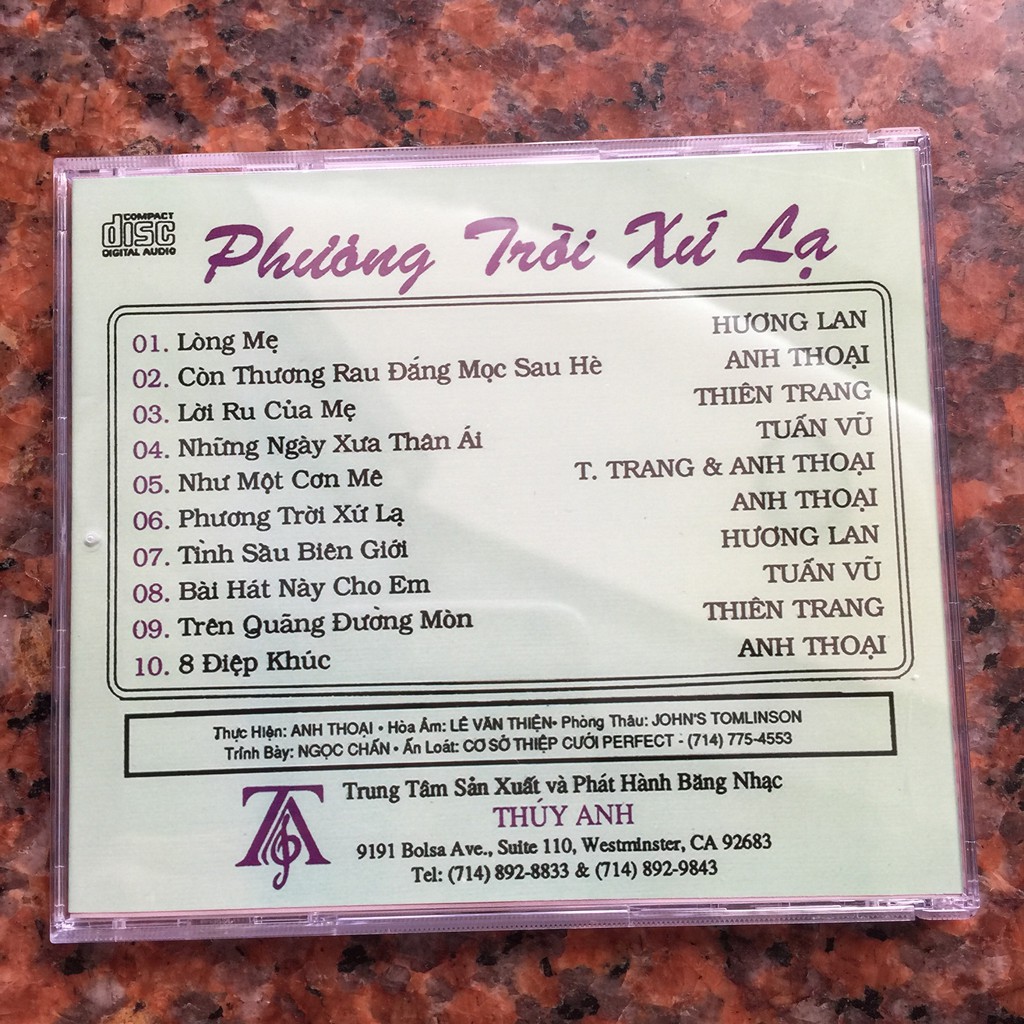 COMPACT
disc
DIGITAL AUDIO
Phương Trời Xứ Lạ
01. Lòng Mẹ HƯƠNG LAN
02. Còn Thương Rau Đắng Mọc Sau Hè ANH THOẠI
03. Lời Ru Của Mẹ THIÊN TRANG
04. Những Ngày Xưa Thân Ái TUẤN VŨ
05. Như Một Cơn Mê T. TRANG & ANH THOẠI
06. Phương Trời Xứ Lạ ANH THOẠI
07. Tình Sầu Biên Giới HƯƠNG LAN
08. Bài Hát Này Cho Em TUẤN VŨ
09. Trên Quãng Đường Mòn THIÊN TRANG
10. 8 Điệp Khúc ANH THOẠI
Thực Hiện: ANH THOẠI • Hòa Âm: LÊ VĂN THIỆN • Phòng Thâu: JOHN'S TOMLINSON
Trình Bày: NGỌC CHẤN • Ấn Loát: CƠ SỞ THIỆP CƯỚI PERFECT - (714) 775-4553
TA
Trung Tâm Sản Xuất và Phát Hành Băng Nhạc
THÚY ANH
9191 Bolsa Ave., Suite 110, Westminster, CA 92683
Tel: (714) 892-8833 & (714) 892-9843